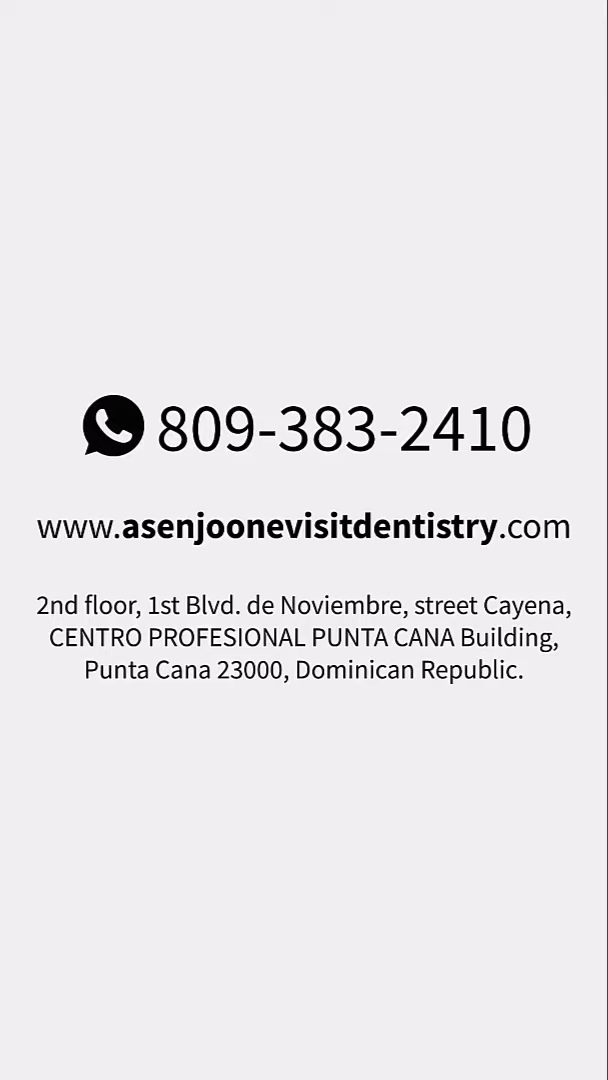 809-383-2410
www.asenjoonevisitdentistry.com
2nd floor, 1st Blvd. de Noviembre, street Cayena,
CENTRO PROFESIONAL PUNTA CANA Building,
Punta Cana 23000, Dominican Republic.